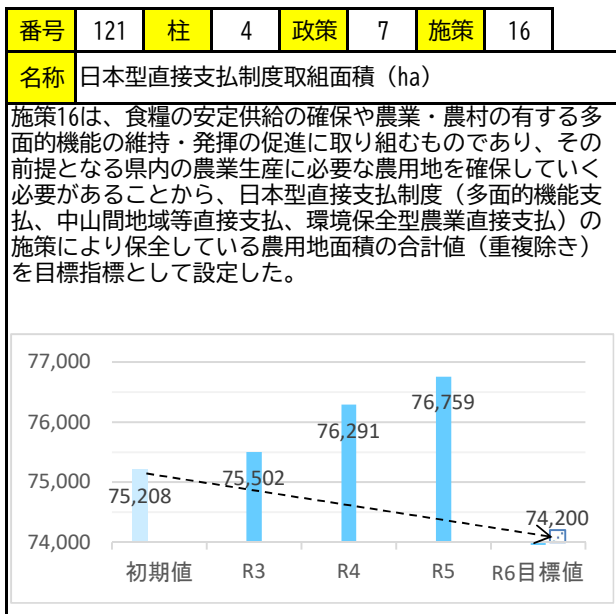 番号 121 柱 4 政策 7 施策 16
名称 日本型直接支払制度取組面積（ha）
施策16は、食糧の安定供給の確保や農業・農村の有する多
面的機能の維持・発揮の促進に取り組むものであり、その
前提となる県内の農業生産に必要な農用地を確保していく
必要があることから、日本型直接支払制度（多面的機能支
払、中山間地域等直接支払、環境保全型農業直接支払）の
施策により保全している農用地面積の合計値（重複除き）
を目標指標として設定した。
77,000
76,000
75,000
74,000
75,208
75,502
76,291
76,759
74,200
初期値 R3 R4 R5 R6目標値